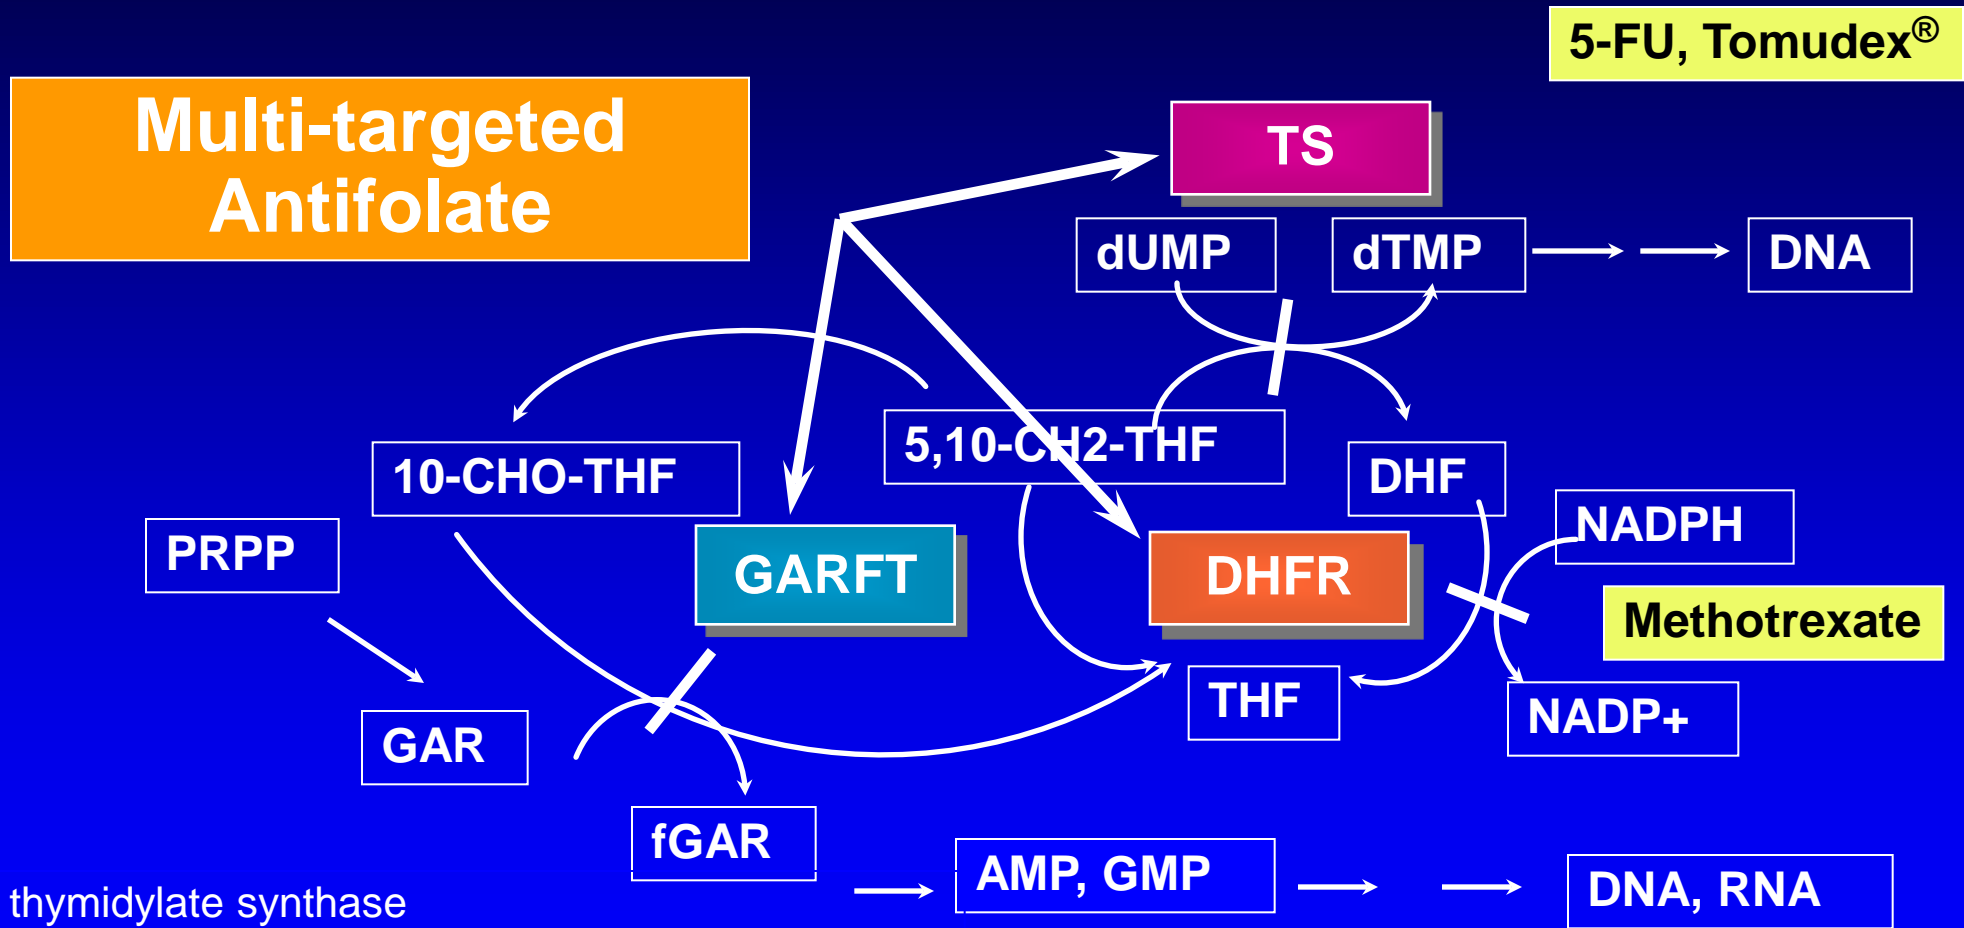 5-FU, Tomudex®
Multi-targeted
Antifolate
TS
dUMP
dTMP
DNA
5,10-CH2-THF
10-CHO-THF
DHF
NADPH
PRPP
GARFT
DHFR
Methotrexate
THF
NADP+
GAR
fGAR
AMP, GMP
DNA, RNA
thymidylate synthase